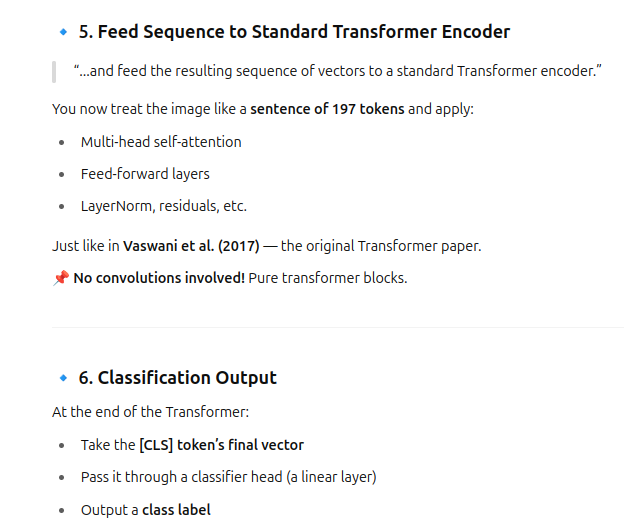 5. Feed Sequence to Standard Transformer Encoder
“…and feed the resulting sequence of vectors to a standard Transformer encoder.”
You now treat the image like a sentence of 197 tokens and apply:
• Multi-head self-attention
• Feed-forward layers
• LayerNorm, residuals, etc.
Just like in Vaswani et al. (2017) — the original Transformer paper.
📌 No convolutions involved! Pure transformer blocks.
6. Classification Output
At the end of the Transformer:
• Take the [CLS] token’s final vector
• Pass it through a classifier head (a linear layer)
• Output a class label